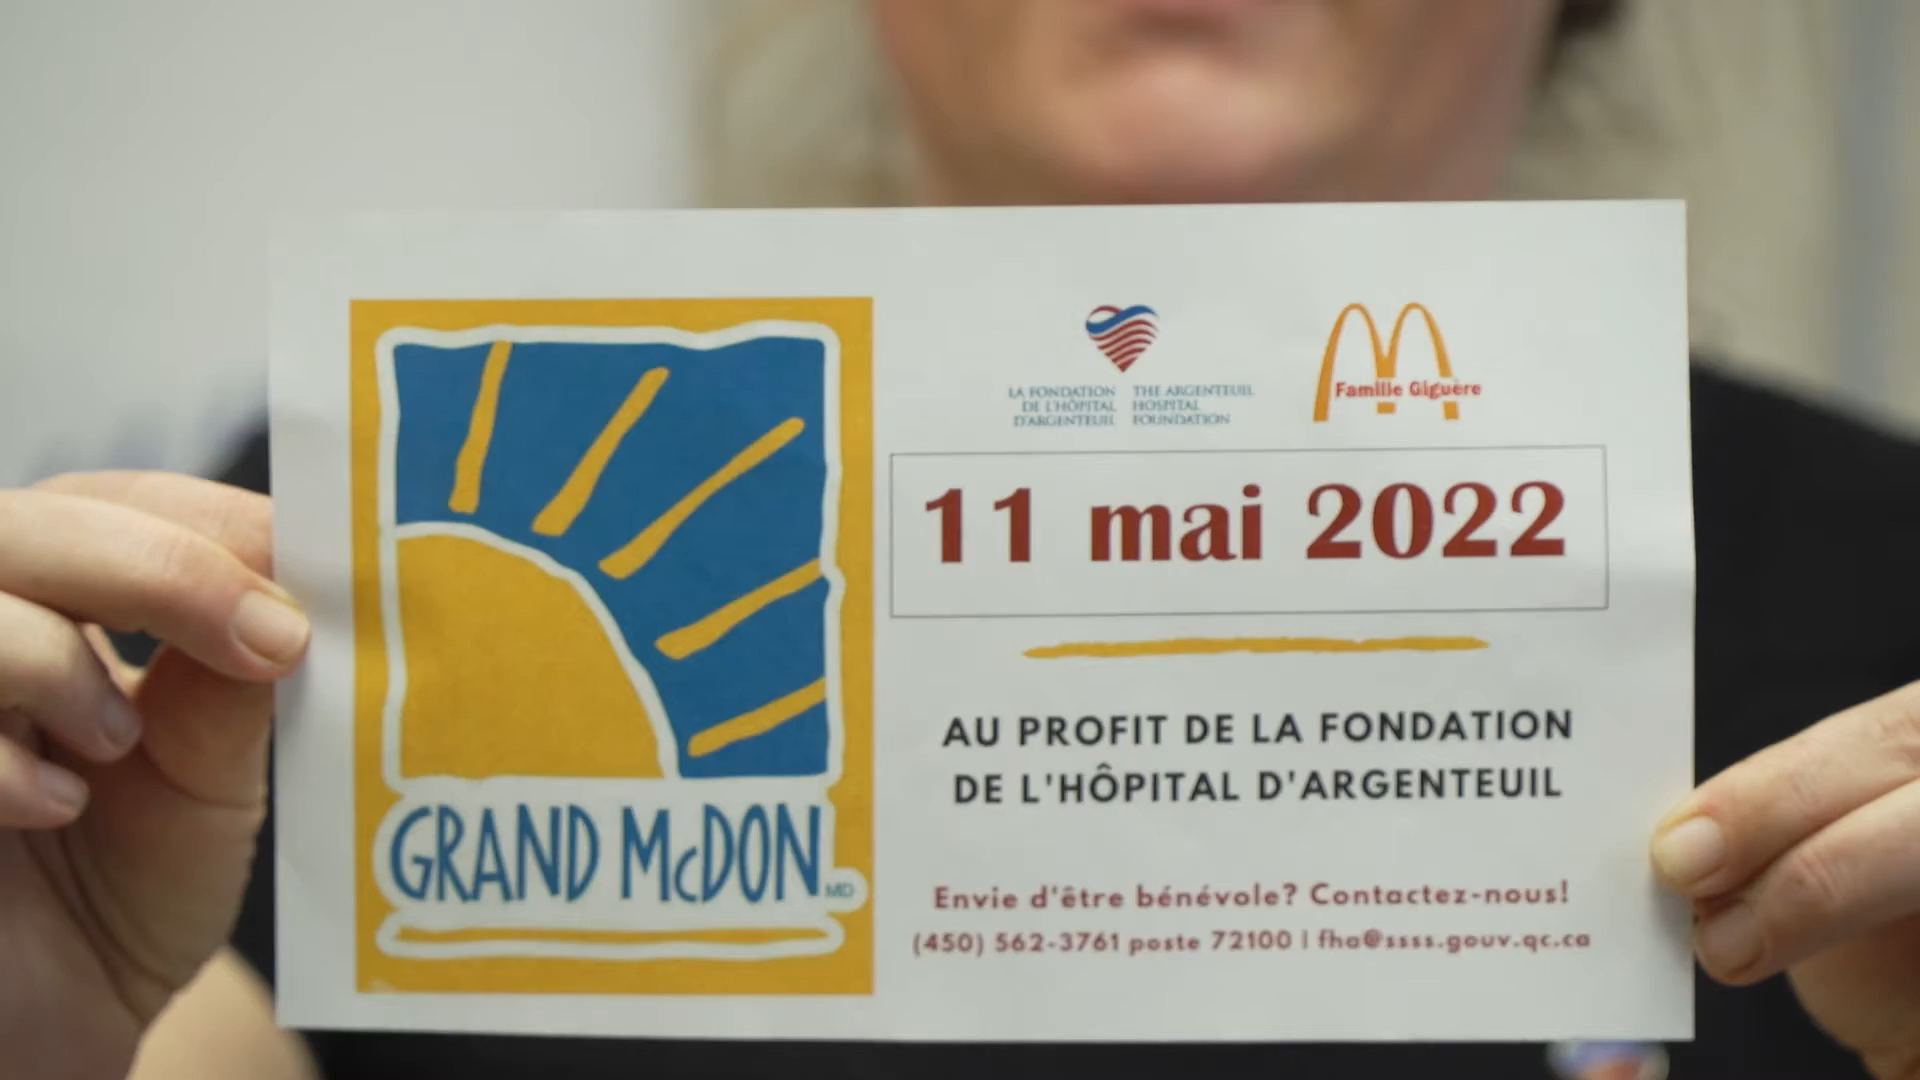 GRAND McDON MD
LA FONDATION
DE L'HÔPITAL
D'ARGENTEUIL
THE ARGENTEUIL
HOSPITAL
FOUNDATION
Famille Giguère
11 mai 2022
AU PROFIT DE LA FONDATION
DE L'HÔPITAL D'ARGENTEUIL
Envie d'être bénévole? Contactez-nous!
(450) 562-3761 poste 72100 | fha@ssss.gouv.qc.ca